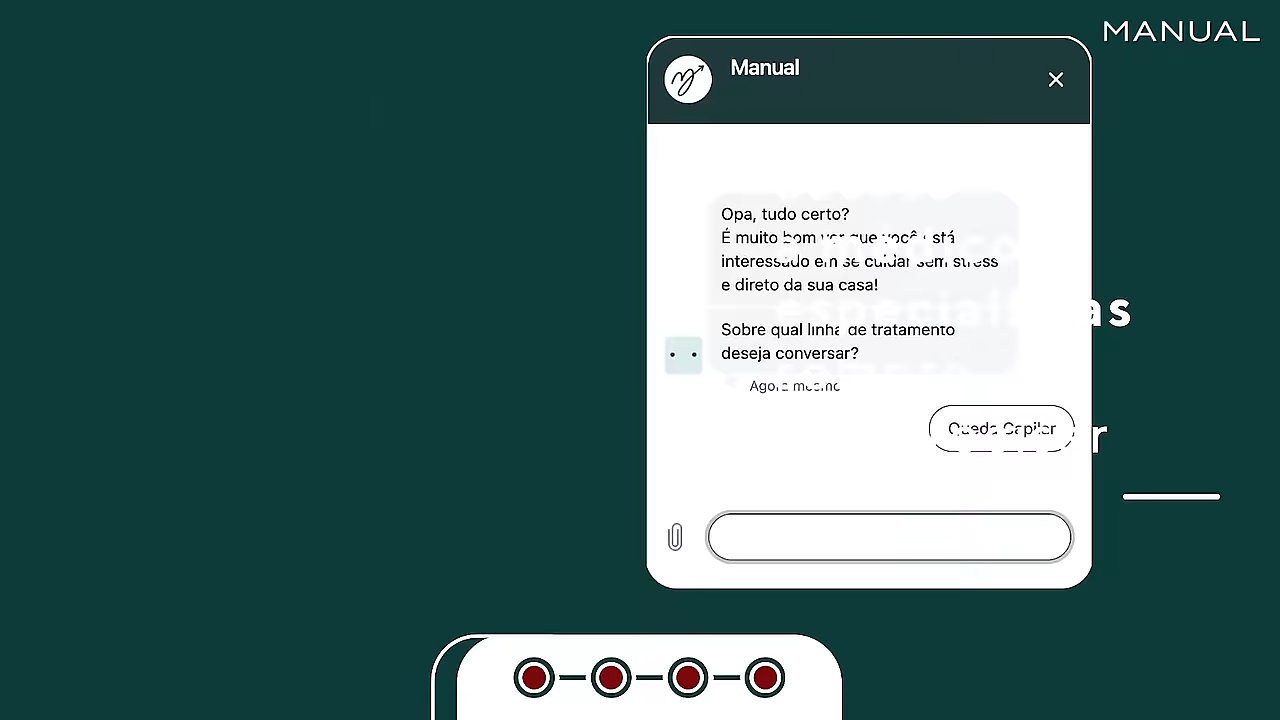 MANUAL
Manual
Opa, tudo certo?
É muito bom ver que você está
interessado em se cuidar sem stress
e direto da sua casa!
Sobre qual linha de tratamento
deseja conversar?
Agora mesmo
Queda Capilar